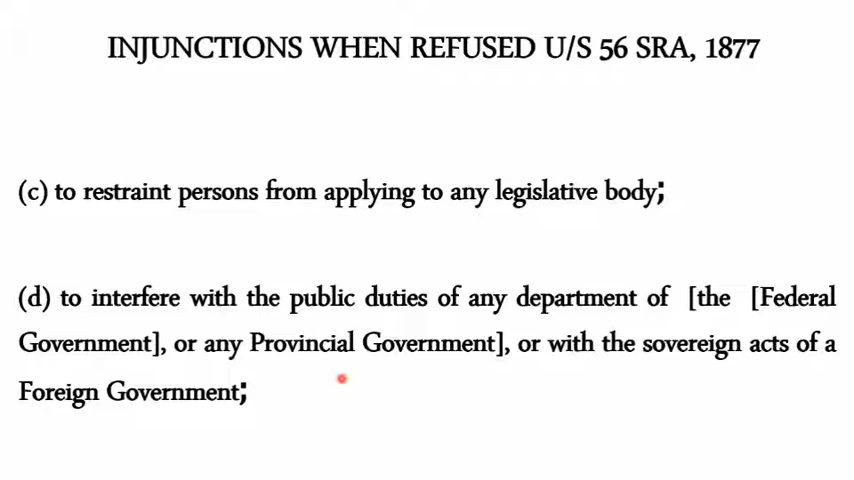 INJUNCTIONS WHEN REFUSED U/S 56 SRA, 1877
(c) to restraint persons from applying to any legislative body;
(d) to interfere with the public duties of any department of [the [Federal
Government], or any Provincial Government], or with the sovereign acts of a
Foreign Government;